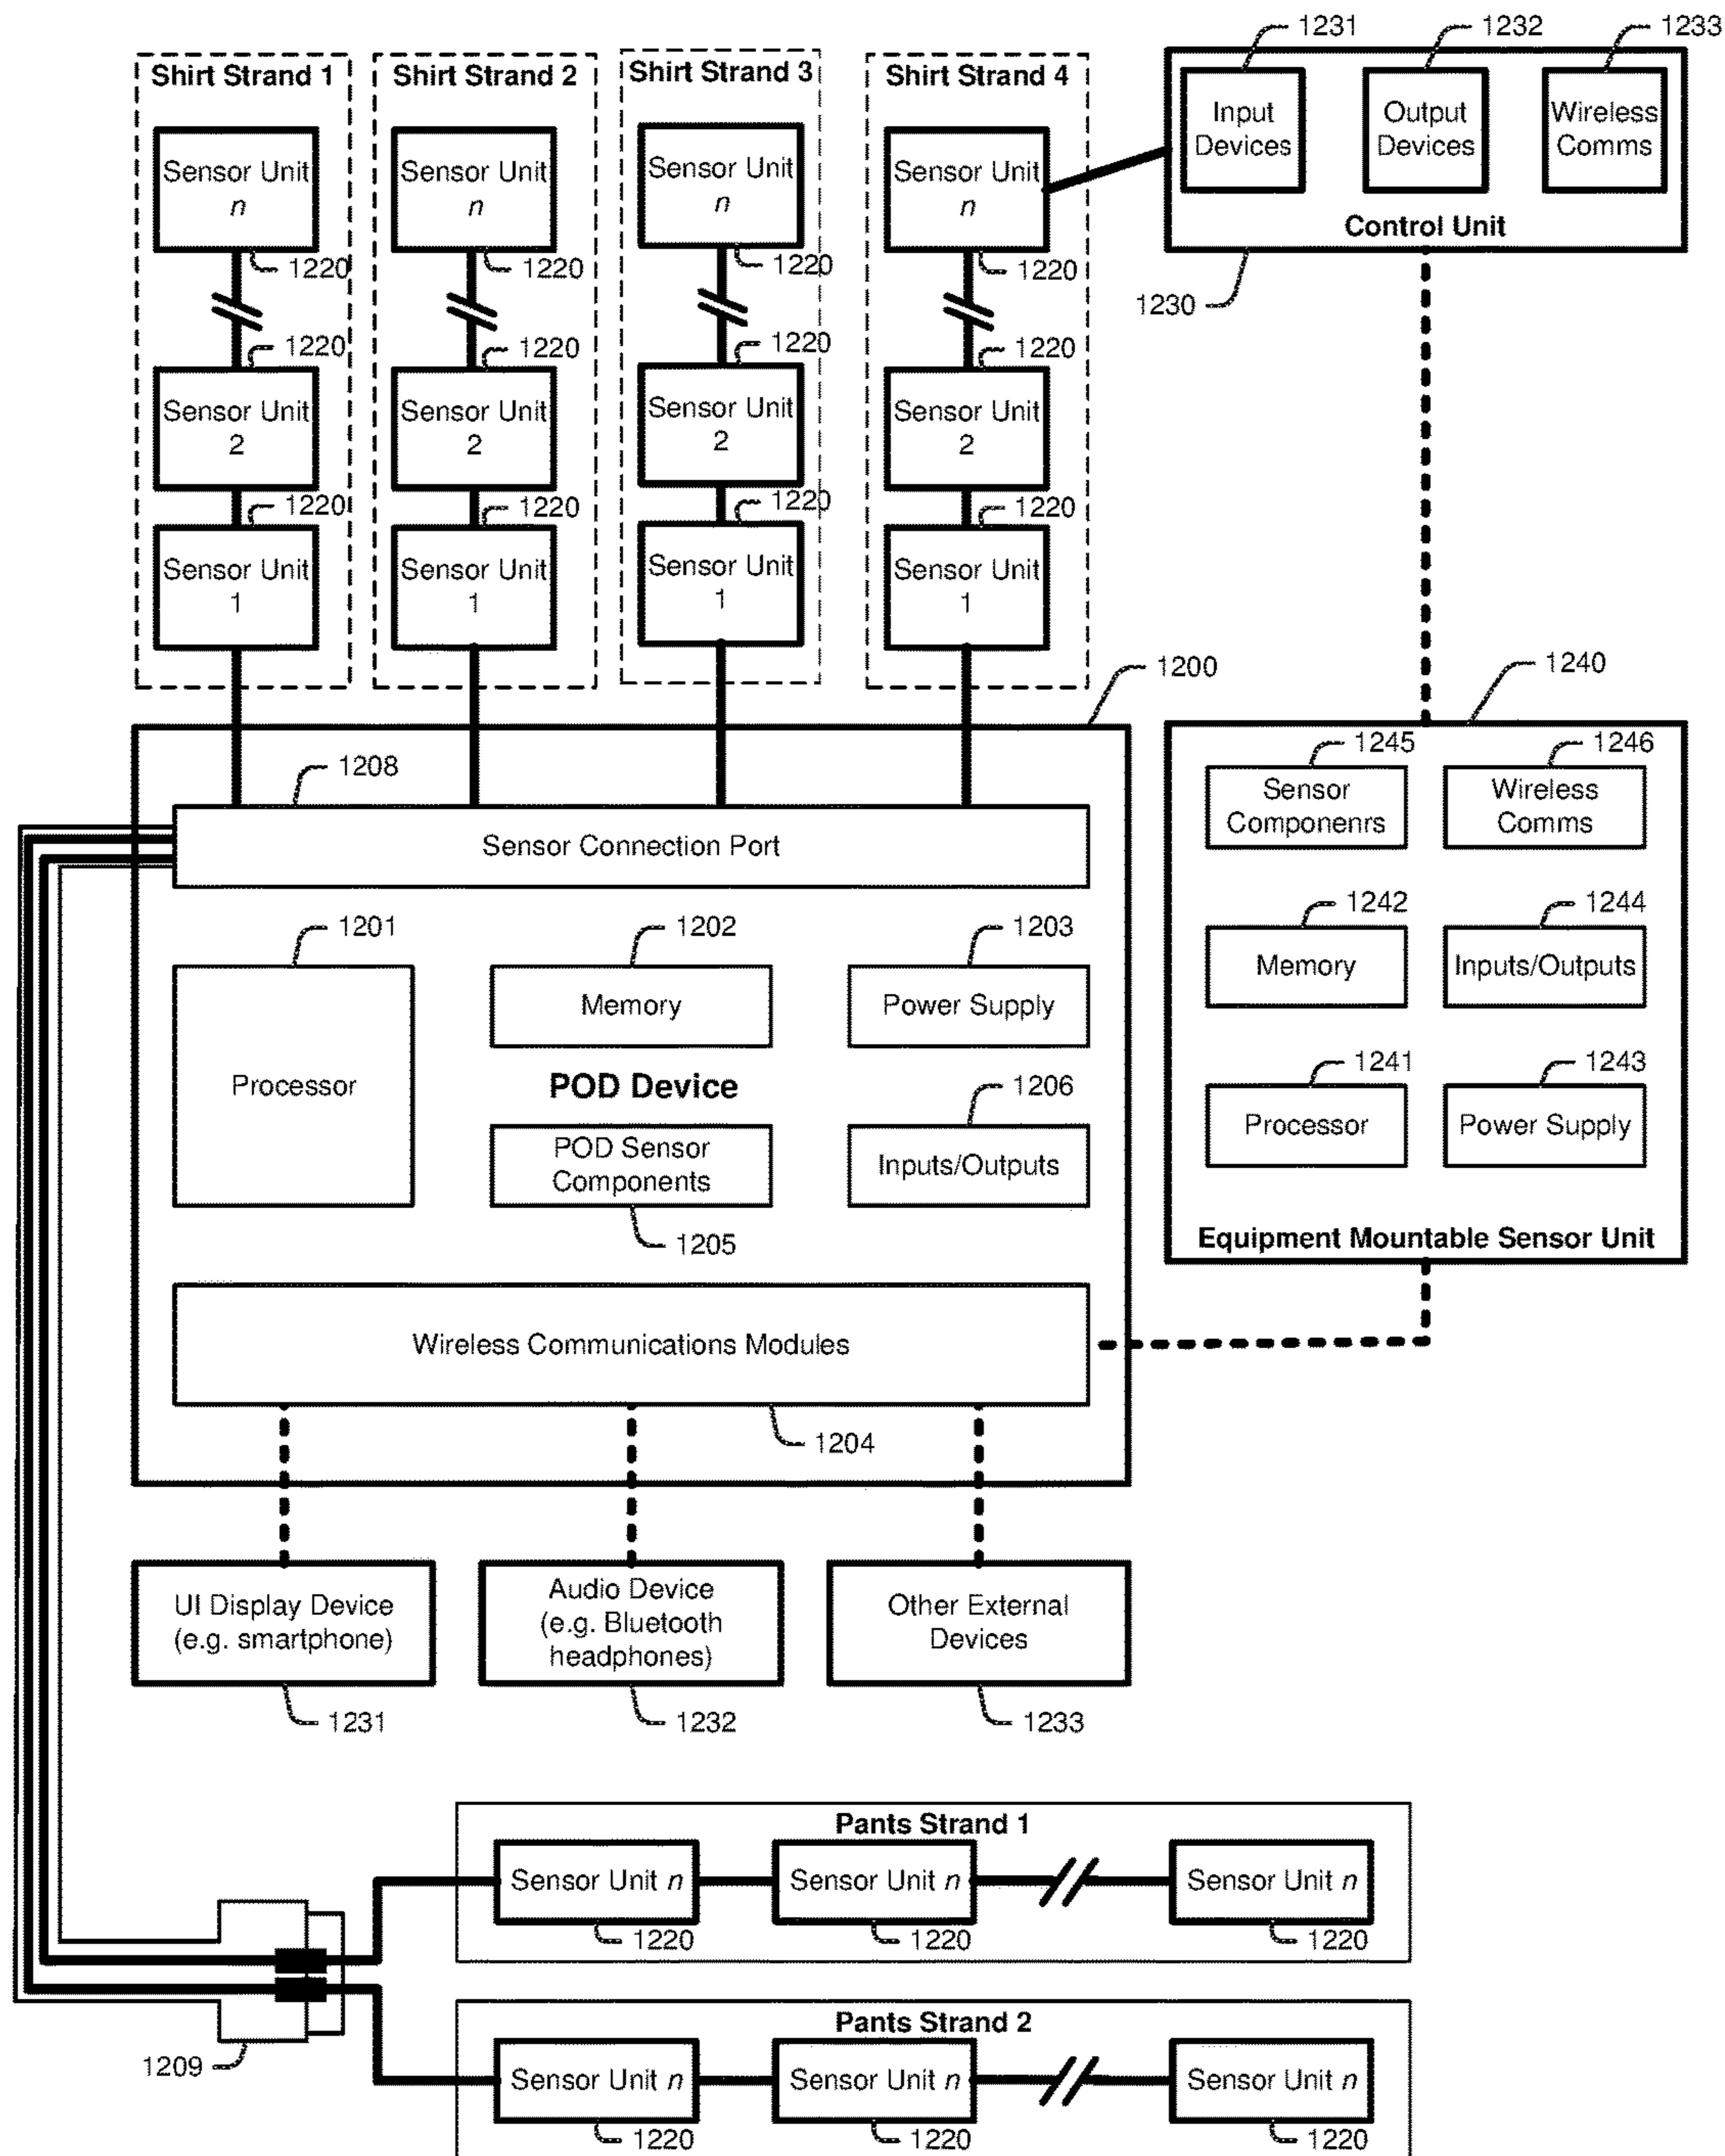 1231
1232
1233
Shirt Strand 1
Shirt Strand 2
Shirt Strand 3
Shirt Strand 4
Input
Devices
Output
Devices
Wireless
Comms
Control Unit
1230
Sensor Unit
n
Sensor Unit
n
Sensor Unit
n
Sensor Unit
n
1220
1220
1220
1220
1220
1220
1220
1220
Sensor Unit
2
Sensor Unit
2
Sensor Unit
2
Sensor Unit
2
1220
1220
1220
1220
Sensor Unit
1
Sensor Unit
1
Sensor Unit
1
Sensor Unit
1
1200
1240
1208
Sensor Connection Port
1245
1246
Sensor
Componenrs
Wireless
Comms
1201
1202
1203
Processor
Memory
Power Supply
POD Device
1206
POD Sensor
Components
Inputs/Outputs
1205
1242
1244
Memory
Inputs/Outputs
1241
1243
Processor
Power Supply
Equipment Mountable Sensor Unit
Wireless Communications Modules
1204
UI Display Device
(e.g. smartphone)
Audio Device
(e.g. Bluetooth
headphones)
Other External
Devices
1231
1232
1233
Pants Strand 1
Sensor Unit n
Sensor Unit n
Sensor Unit n
1220
1220
1220
1209
Pants Strand 2
Sensor Unit n
Sensor Unit n
Sensor Unit n
1220
1220
1220